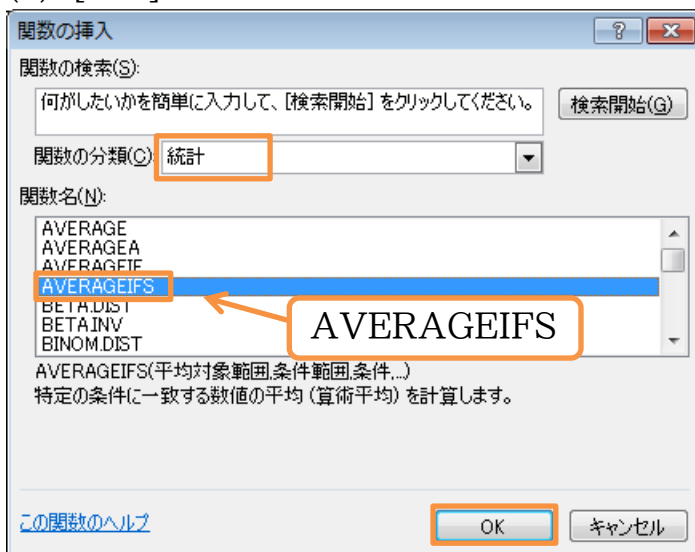 関数の挿入
関数の検索(S):
何がしたいかを簡単に入力して、[検索開始] をクリックしてください。
検索開始(G)
関数の分類(C): 統計
関数名(N):
AVERAGE
AVERAGEA
AVERAGEIF
AVERAGEIFS
BETA.DIST
BETA.INV
BINOM.DIST
AVERAGEIFS
AVERAGEIFS(平均対象範囲,条件範囲,条件,...)
特定の条件に一致する数値の平均 (算術平均) を計算します。
この関数のヘルプ
OK
キャンセル